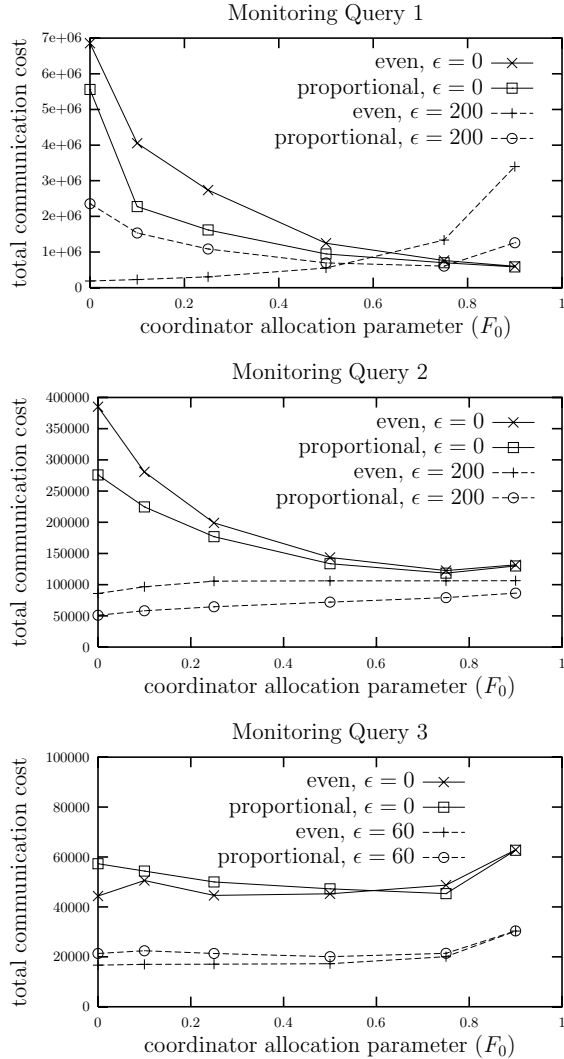 Monitoring Query 1
total communication cost
7e+06
6e+06
5e+06
4e+06
3e+06
2e+06
1e+06
0
even, ϵ = 0
proportional, ϵ = 0
even, ϵ = 200
proportional, ϵ = 200
0 0.2 0.4 0.6 0.8 1
coordinator allocation parameter (F₀)
Monitoring Query 2
total communication cost
400000
350000
300000
250000
200000
150000
100000
50000
0
even, ϵ = 0
proportional, ϵ = 0
even, ϵ = 200
proportional, ϵ = 200
0 0.2 0.4 0.6 0.8 1
coordinator allocation parameter (F₀)
Monitoring Query 3
total communication cost
100000
80000
60000
40000
20000
0
even, ϵ = 0
proportional, ϵ = 0
even, ϵ = 60
proportional, ϵ = 60
0 0.2 0.4 0.6 0.8 1
coordinator allocation parameter (F₀)